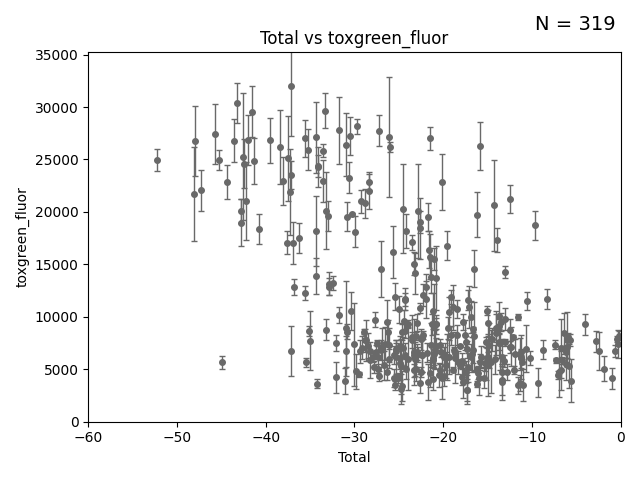 N = 319
Total vs toxgreen_fluor
toxgreen_fluor
35000
30000
25000
20000
15000
10000
5000
0
−60 −50 −40 −30 −20 −10 0
Total